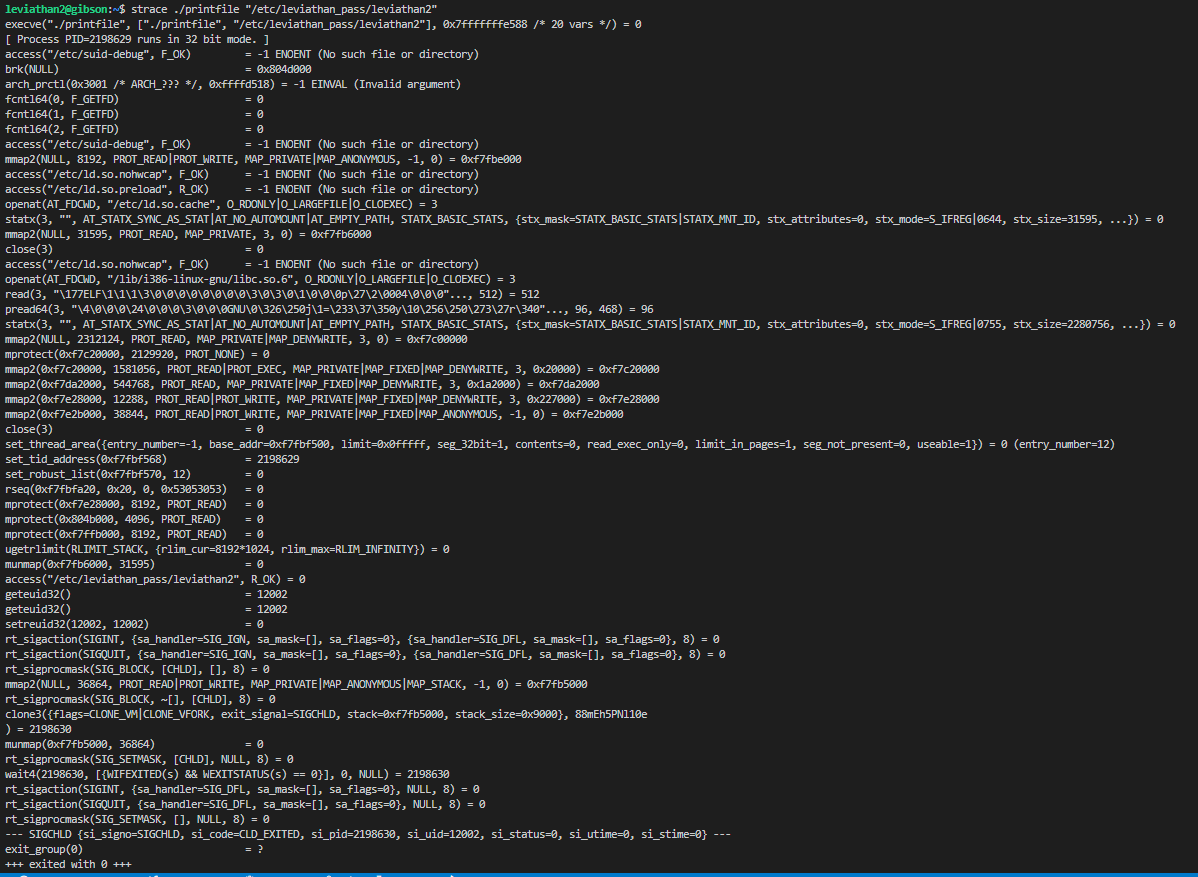 leviathan2@gibson:~$ strace ./printfile "/etc/leviathan_pass/leviathan2"
execve("./printfile", ["./printfile", "/etc/leviathan_pass/leviathan2"], 0x7fffffffe588 /* 20 vars */) = 0
[ Process PID=2198629 runs in 32 bit mode. ]
access("/etc/suid-debug", F_OK)         = -1 ENOENT (No such file or directory)
brk(NULL)                               = 0x804d000
arch_prctl(0x3001 /* ARCH_??? */, 0xffffd518) = -1 EINVAL (Invalid argument)
fcntl64(0, F_GETFD)                     = 0
fcntl64(1, F_GETFD)                     = 0
fcntl64(2, F_GETFD)                     = 0
access("/etc/suid-debug", F_OK)         = -1 ENOENT (No such file or directory)
mmap2(NULL, 8192, PROT_READ|PROT_WRITE, MAP_PRIVATE|MAP_ANONYMOUS, -1, 0) = 0xf7fbe000
access("/etc/ld.so.nohwcap", F_OK)      = -1 ENOENT (No such file or directory)
access("/etc/ld.so.preload", R_OK)      = -1 ENOENT (No such file or directory)
openat(AT_FDCWD, "/etc/ld.so.cache", O_RDONLY|O_LARGEFILE|O_CLOEXEC) = 3
statx(3, "", AT_STATX_SYNC_AS_STAT|AT_NO_AUTOMOUNT|AT_EMPTY_PATH, STATX_BASIC_STATS, {stx_mask=STATX_BASIC_STATS|STATX_MNT_ID, stx_attributes=0, stx_mode=S_IFREG|0644, stx_size=31595, ...}) = 0
mmap2(NULL, 31595, PROT_READ, MAP_PRIVATE, 3, 0) = 0xf7fb6000
close(3)                                = 0
access("/etc/ld.so.nohwcap", F_OK)      = -1 ENOENT (No such file or directory)
openat(AT_FDCWD, "/lib/i386-linux-gnu/libc.so.6", O_RDONLY|O_LARGEFILE|O_CLOEXEC) = 3
read(3, "\177ELF\1\1\1\3\0\0\0\0\0\0\0\0\3\0\3\0\1\0\0\0p\27\2\0004\0\0\0"..., 512) = 512
pread64(3, "\4\0\0\0\24\0\0\0\3\0\0\0GNU\0\326\250j\1=\233\37\350y\10\256\250\273\27r\340"..., 96, 468) = 96
statx(3, "", AT_STATX_SYNC_AS_STAT|AT_NO_AUTOMOUNT|AT_EMPTY_PATH, STATX_BASIC_STATS, {stx_mask=STATX_BASIC_STATS|STATX_MNT_ID, stx_attributes=0, stx_mode=S_IFREG|0755, stx_size=2280756, ...}) = 0
mmap2(NULL, 2312124, PROT_READ, MAP_PRIVATE|MAP_DENYWRITE, 3, 0) = 0xf7c00000
mprotect(0xf7c20000, 2129920, PROT_NONE) = 0
mmap2(0xf7c20000, 1581056, PROT_READ|PROT_EXEC, MAP_PRIVATE|MAP_FIXED|MAP_DENYWRITE, 3, 0x20000) = 0xf7c20000
mmap2(0xf7da2000, 544768, PROT_READ, MAP_PRIVATE|MAP_FIXED|MAP_DENYWRITE, 3, 0x1a2000) = 0xf7da2000
mmap2(0xf7e28000, 12288, PROT_READ|PROT_WRITE, MAP_PRIVATE|MAP_FIXED|MAP_DENYWRITE, 3, 0x227000) = 0xf7e28000
mmap2(0xf7e2b000, 38844, PROT_READ|PROT_WRITE, MAP_PRIVATE|MAP_FIXED|MAP_ANONYMOUS, -1, 0) = 0xf7e2b000
close(3)                                = 0
set_thread_area({entry_number=-1, base_addr=0xf7fbf500, limit=0x0fffff, seg_32bit=1, contents=0, read_exec_only=0, limit_in_pages=1, seg_not_present=0, useable=1}) = 0 (entry_number=12)
set_tid_address(0xf7fbf568)             = 2198629
set_robust_list(0xf7fbf570, 12)         = 0
rseq(0xf7fbfa20, 0x20, 0, 0x53053053)   = 0
mprotect(0xf7e28000, 8192, PROT_READ)   = 0
mprotect(0x804b000, 4096, PROT_READ)    = 0
mprotect(0xf7ffb000, 8192, PROT_READ)   = 0
ugetrlimit(RLIMIT_STACK, {rlim_cur=8192*1024, rlim_max=RLIM_INFINITY}) = 0
munmap(0xf7fb6000, 31595)               = 0
access("/etc/leviathan_pass/leviathan2", R_OK) = 0
geteuid32()                             = 12002
geteuid32()                             = 12002
setreuid32(12002, 12002)                = 0
rt_sigaction(SIGINT, {sa_handler=SIG_IGN, sa_mask=[], sa_flags=0}, {sa_handler=SIG_DFL, sa_mask=[], sa_flags=0}, 8) = 0
rt_sigaction(SIGQUIT, {sa_handler=SIG_IGN, sa_mask=[], sa_flags=0}, {sa_handler=SIG_DFL, sa_mask=[], sa_flags=0}, 8) = 0
rt_sigprocmask(SIG_BLOCK, [CHLD], [], 8) = 0
mmap2(NULL, 36864, PROT_READ|PROT_WRITE, MAP_PRIVATE|MAP_ANONYMOUS|MAP_STACK, -1, 0) = 0xf7fb5000
rt_sigprocmask(SIG_BLOCK, ~[], [CHLD], 8) = 0
clone3({flags=CLONE_VM|CLONE_VFORK, exit_signal=SIGCHLD, stack=0xf7fb5000, stack_size=0x9000}, 88mEh5PNl10e
) = 2198630
munmap(0xf7fb5000, 36864)               = 0
rt_sigprocmask(SIG_SETMASK, [CHLD], NULL, 8) = 0
wait4(2198630, [{WIFEXITED(s) && WEXITSTATUS(s) == 0}], 0, NULL) = 2198630
rt_sigaction(SIGINT, {sa_handler=SIG_DFL, sa_mask=[], sa_flags=0}, NULL, 8) = 0
rt_sigaction(SIGQUIT, {sa_handler=SIG_DFL, sa_mask=[], sa_flags=0}, NULL, 8) = 0
rt_sigprocmask(SIG_SETMASK, [], NULL, 8) = 0
--- SIGCHLD {si_signo=SIGCHLD, si_code=CLD_EXITED, si_pid=2198630, si_uid=12002, si_status=0, si_utime=0, si_stime=0} ---
exit_group(0)                           = ?
+++ exited with 0 +++